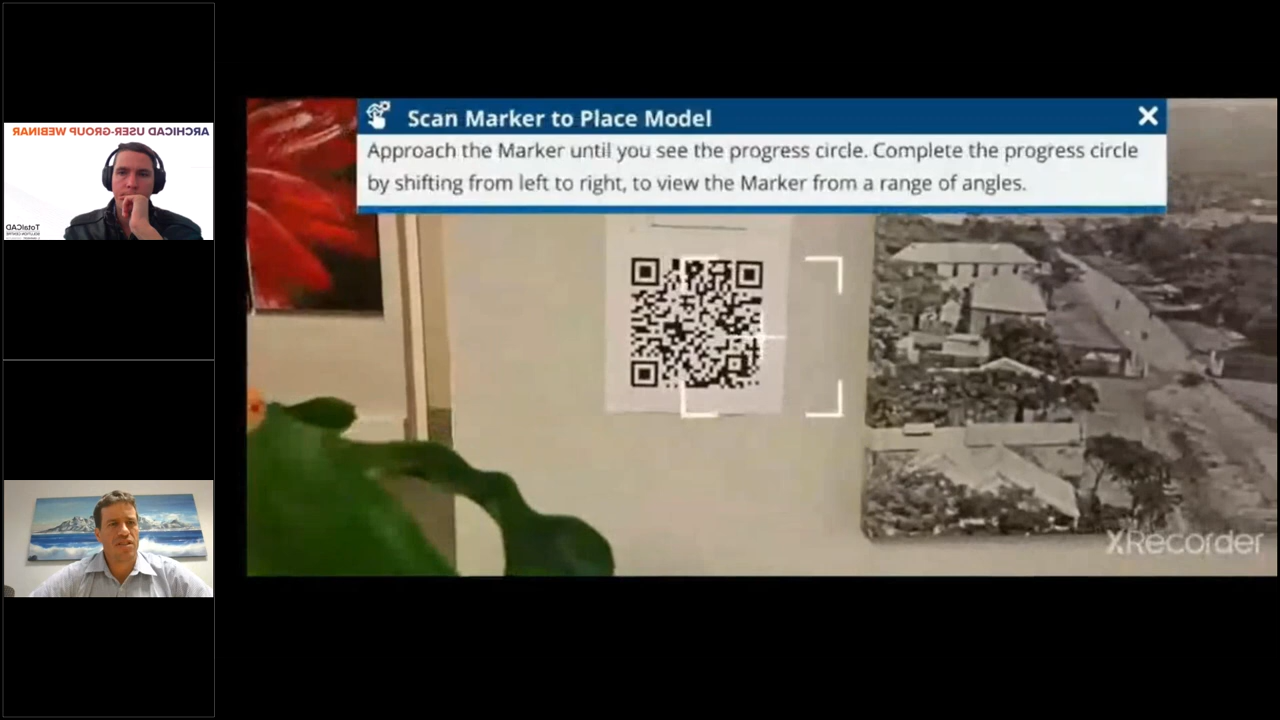 ARCHICAD USER-GROUP WEBINAR
TotalCAD
Scan Marker to Place Model
Approach the Marker until you see the progress circle. Complete the progress circle
by shifting from left to right, to view the Marker from a range of angles.
XRecorder